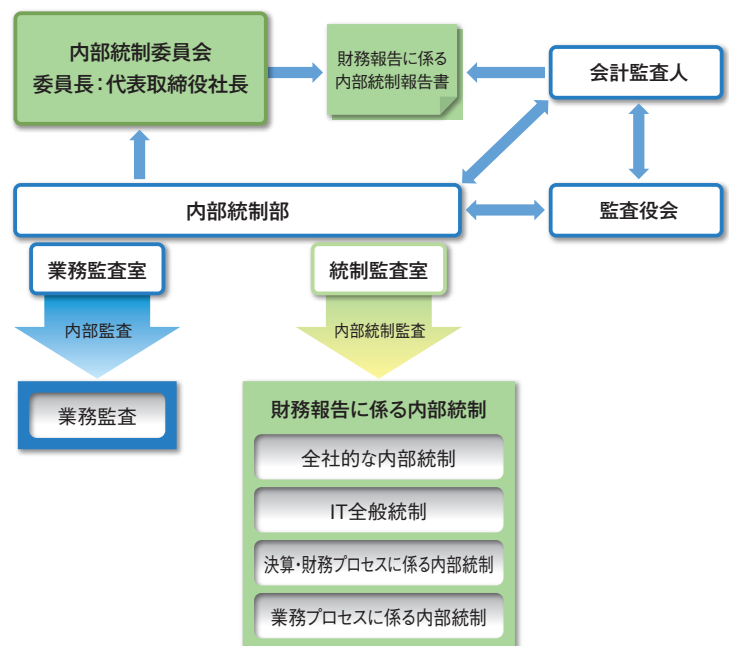 内部統制委員会
委員長：代表取締役社長
財務報告に係る
内部統制報告書
会計監査人
内部統制部
監査役会
業務監査室
統制監査室
内部監査
内部統制監査
業務監査
財務報告に係る内部統制
全社的な内部統制
IT全般統制
決算・財務プロセスに係る内部統制
業務プロセスに係る内部統制